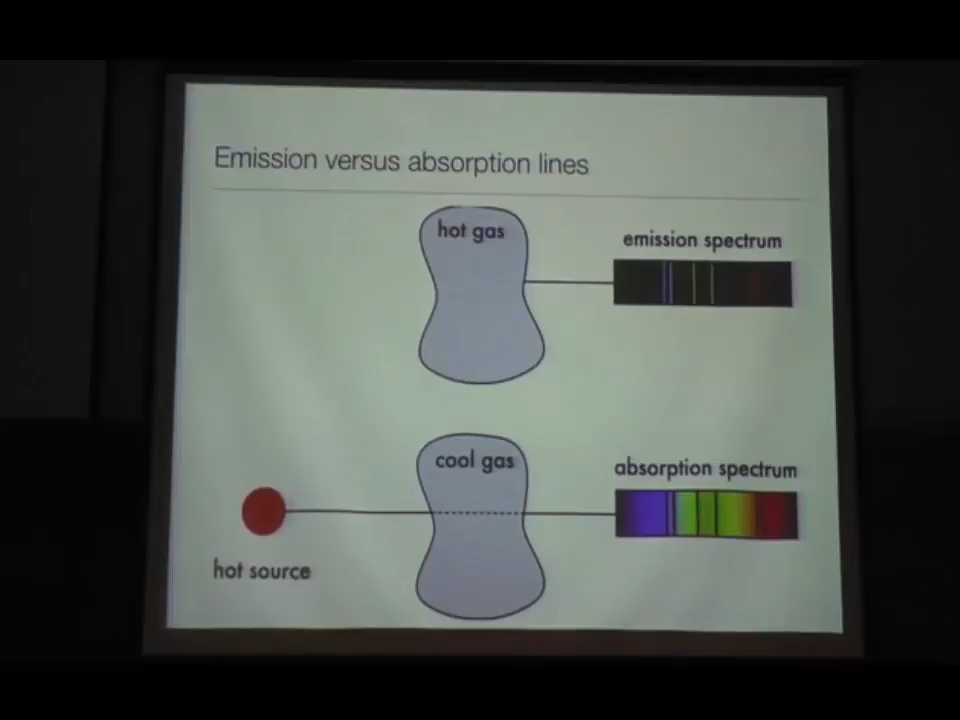 Emission versus absorption lines
hot gas
emission spectrum
cool gas
absorption spectrum
hot source